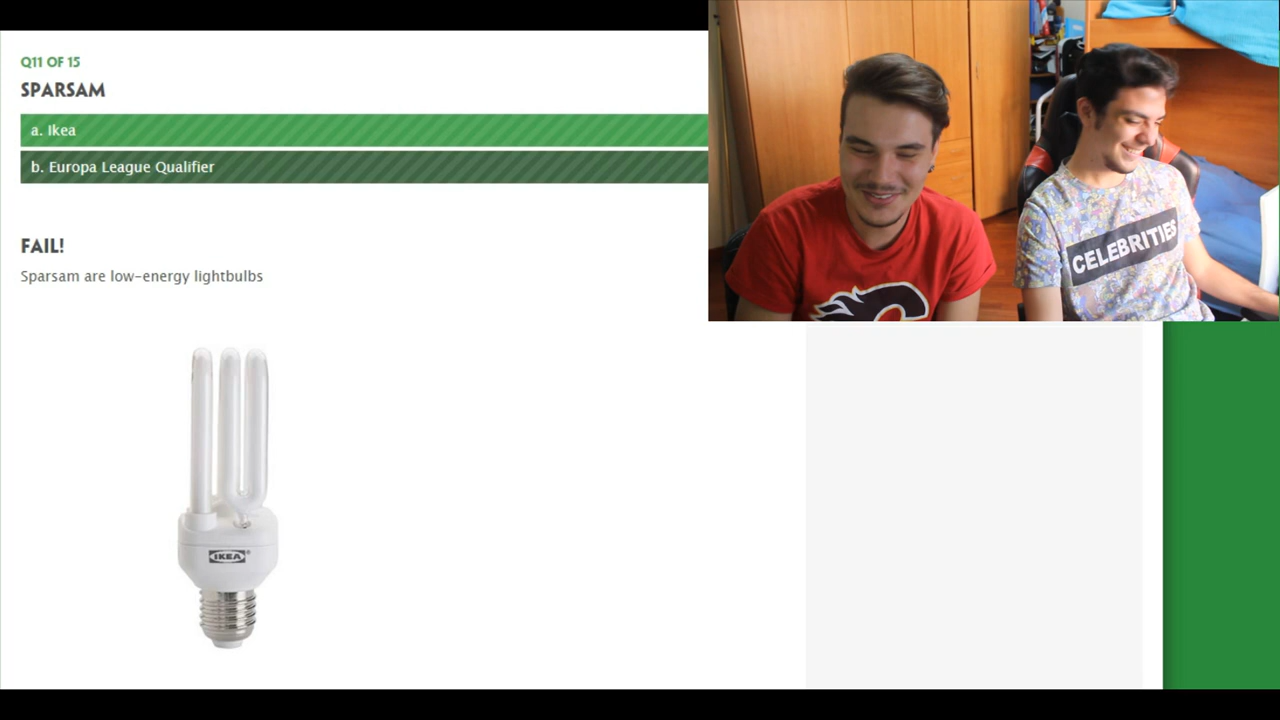 Q11 OF 15
SPARSAM
a. Ikea
b. Europa League Qualifier
FAIL!
Sparsam are low-energy lightbulbs
IKEA®
CELEBRITIES